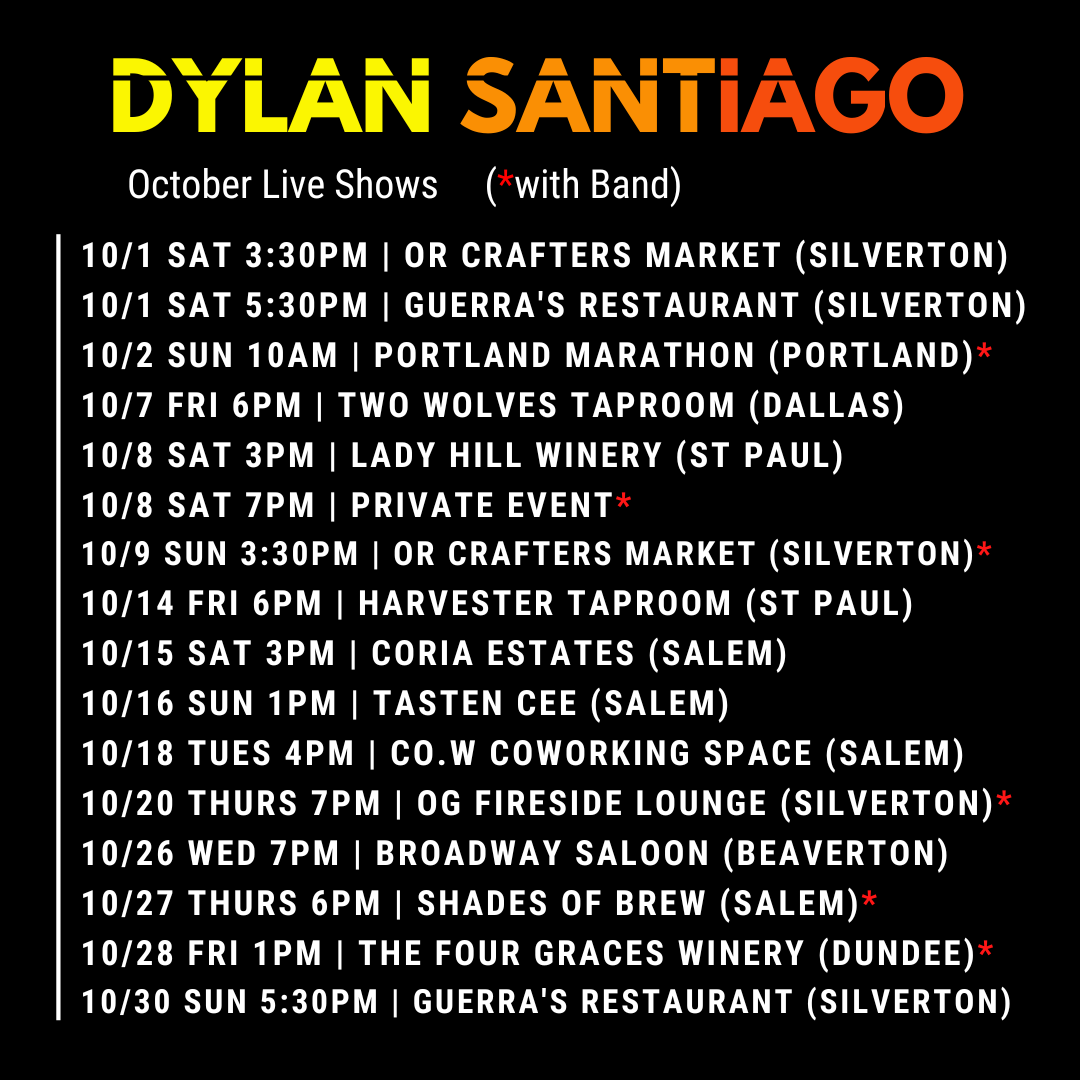 DYLAN SANTIAGO
October Live Shows (*with Band)
10/1 SAT 3:30PM | OR CRAFTERS MARKET (SILVERTON)
10/1 SAT 5:30PM | GUERRA'S RESTAURANT (SILVERTON)
10/2 SUN 10AM | PORTLAND MARATHON (PORTLAND)*
10/7 FRI 6PM | TWO WOLVES TAPROOM (DALLAS)
10/8 SAT 3PM | LADY HILL WINERY (ST PAUL)
10/8 SAT 7PM | PRIVATE EVENT*
10/9 SUN 3:30PM | OR CRAFTERS MARKET (SILVERTON)*
10/14 FRI 6PM | HARVESTER TAPROOM (ST PAUL)
10/15 SAT 3PM | CORIA ESTATES (SALEM)
10/16 SUN 1PM | TASTEN CEE (SALEM)
10/18 TUES 4PM | CO.W COWORKING SPACE (SALEM)
10/20 THURS 7PM | OG FIRESIDE LOUNGE (SILVERTON)*
10/26 WED 7PM | BROADWAY SALOON (BEAVERTON)
10/27 THURS 6PM | SHADES OF BREW (SALEM)*
10/28 FRI 1PM | THE FOUR GRACES WINERY (DUNDEE)*
10/30 SUN 5:30PM | GUERRA'S RESTAURANT (SILVERTON)